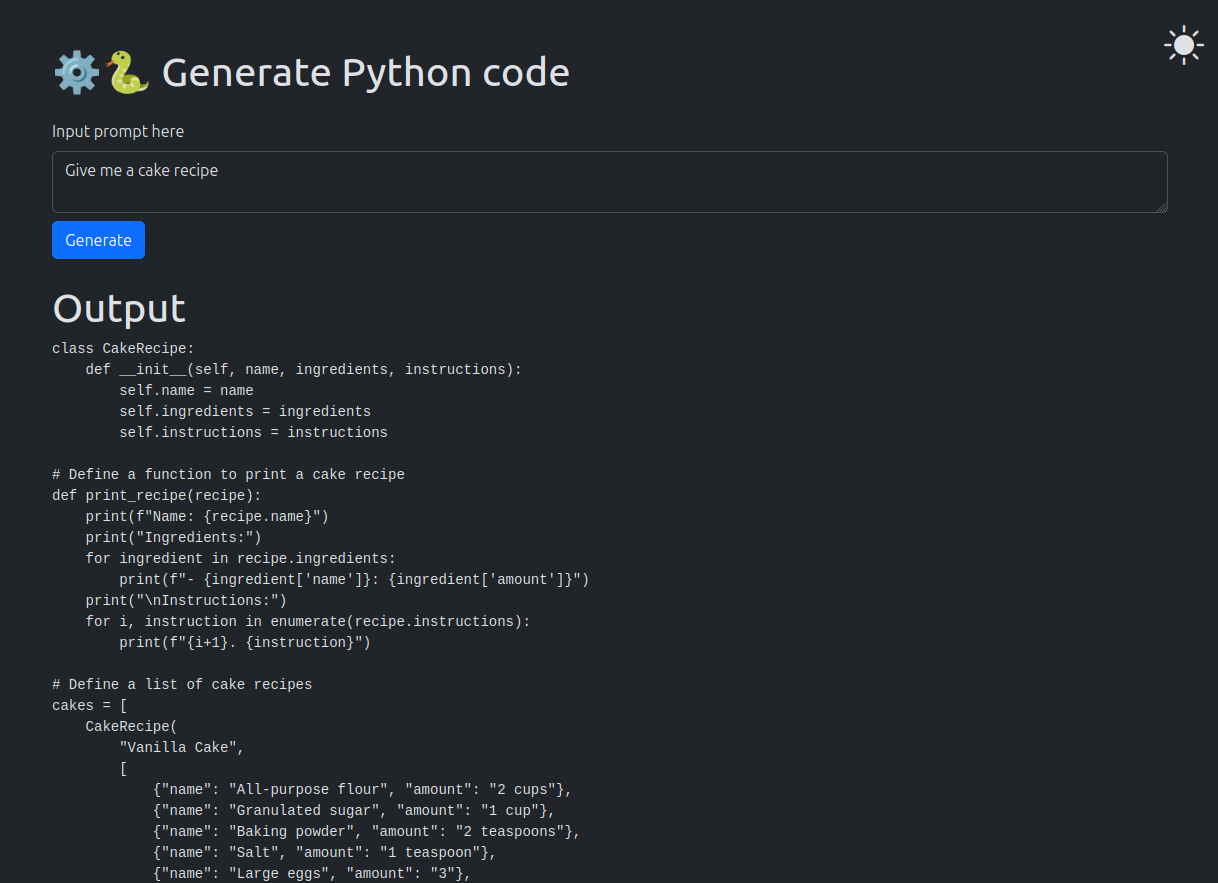 ⚙️🐍 Generate Python code
Input prompt here
Give me a cake recipe
Generate
Output
class CakeRecipe:
    def __init__(self, name, ingredients, instructions):
        self.name = name
        self.ingredients = ingredients
        self.instructions = instructions

# Define a function to print a cake recipe
def print_recipe(recipe):
    print(f"Name: {recipe.name}")
    print("Ingredients:")
    for ingredient in recipe.ingredients:
        print(f"- {ingredient['name']}: {ingredient['amount']}")
    print("\nInstructions:")
    for i, instruction in enumerate(recipe.instructions):
        print(f"{i+1}. {instruction}")

# Define a list of cake recipes
cakes = [
    CakeRecipe(
        "Vanilla Cake",
        [
            {"name": "All-purpose flour", "amount": "2 cups"},
            {"name": "Granulated sugar", "amount": "1 cup"},
            {"name": "Baking powder", "amount": "2 teaspoons"},
            {"name": "Salt", "amount": "1 teaspoon"},
            {"name": "Large eggs", "amount": "3"},